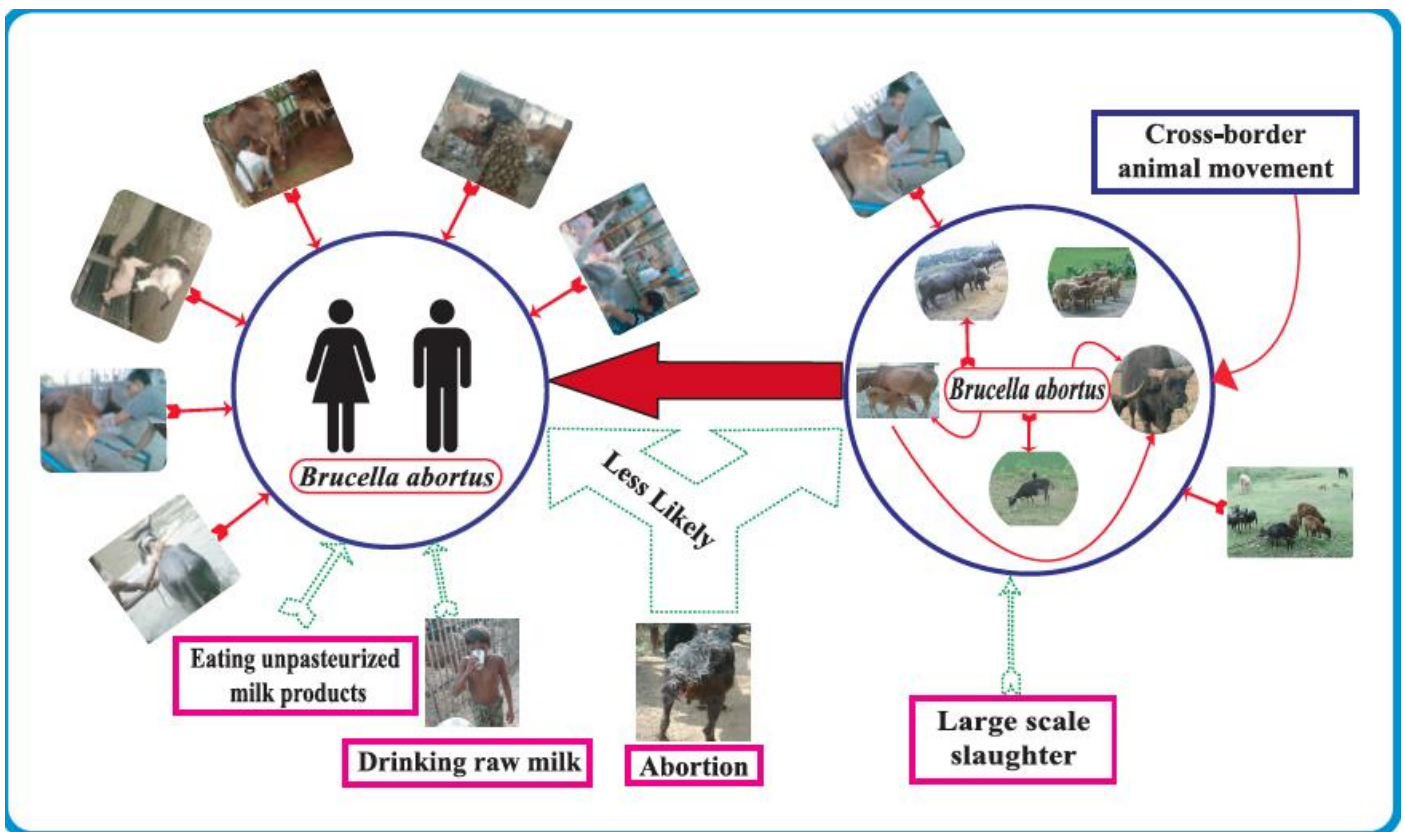 Cross-border
animal movement
Brucella abortus
Brucella abortus
Less Likely
Eating unpasteurized
milk products
Drinking raw milk
Abortion
Large scale
slaughter